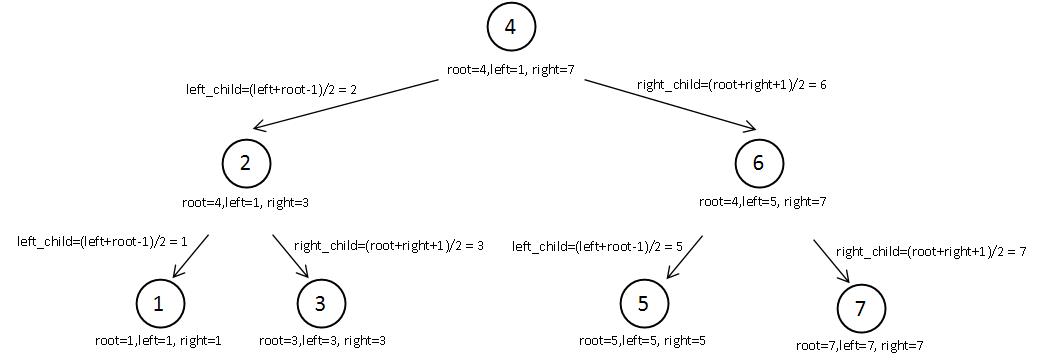 4
root=4,left=1, right=7
left_child=(left+root-1)/2 = 2
right_child=(root+right+1)/2 = 6
2
6
root=4,left=1, right=3
root=4,left=5, right=7
left_child=(left+root-1)/2 = 1
right_child=(root+right+1)/2 = 3
left_child=(left+root-1)/2 = 5
right_child=(root+right+1)/2 = 7
1
3
5
7
root=1,left=1, right=1
root=3,left=3, right=3
root=5,left=5, right=5
root=7,left=7, right=7